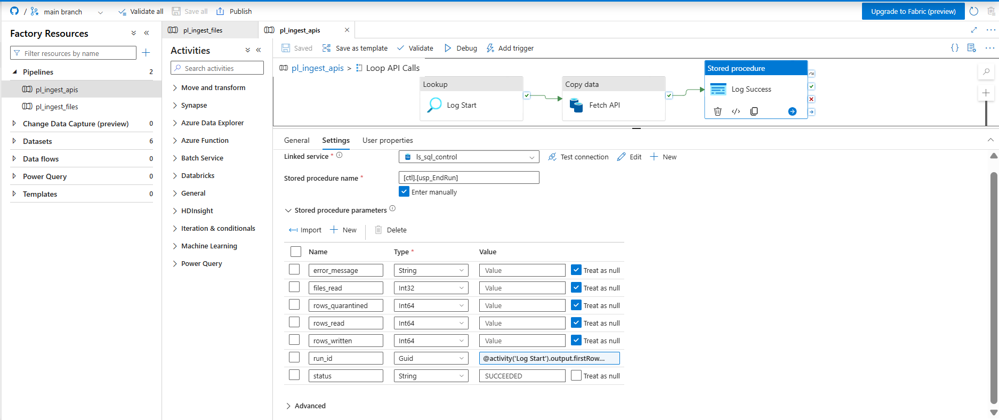 / main branch Validate all Save all Publish Upgrade to Fabric (preview)
Factory Resources
Filter resources by name
Pipelines 2
pl_ingest_apis
pl_ingest_files
Change Data Capture (preview) 0
Datasets 6
Data flows 0
Power Query 0
Templates 0
pl_ingest_files pl_ingest_apis
Activities
Search activities
Move and transform
Synapse
Azure Data Explorer
Azure Function
Batch Service
Databricks
General
HDInsight
Iteration & conditionals
Machine Learning
Power Query
Saved Save as template Validate Debug Add trigger {}
pl_ingest_apis > Loop API Calls
Lookup
Log Start
Copy data
Fetch API
Stored procedure
Log Success
</>
General Settings User properties
Linked service * ls_sql_control Test connection Edit New
Stored procedure name * [ctl].[usp_EndRun]
Enter manually
Stored procedure parameters
Import New Delete
Name Type * Value
error_message String Value Treat as null
files_read Int32 Value Treat as null
rows_quarantined Int64 Value Treat as null
rows_read Int64 Value Treat as null
rows_written Int64 Value Treat as null
run_id Guid @activity('Log Start').output.firstRow...
status String SUCCEEDED Treat as null
Advanced